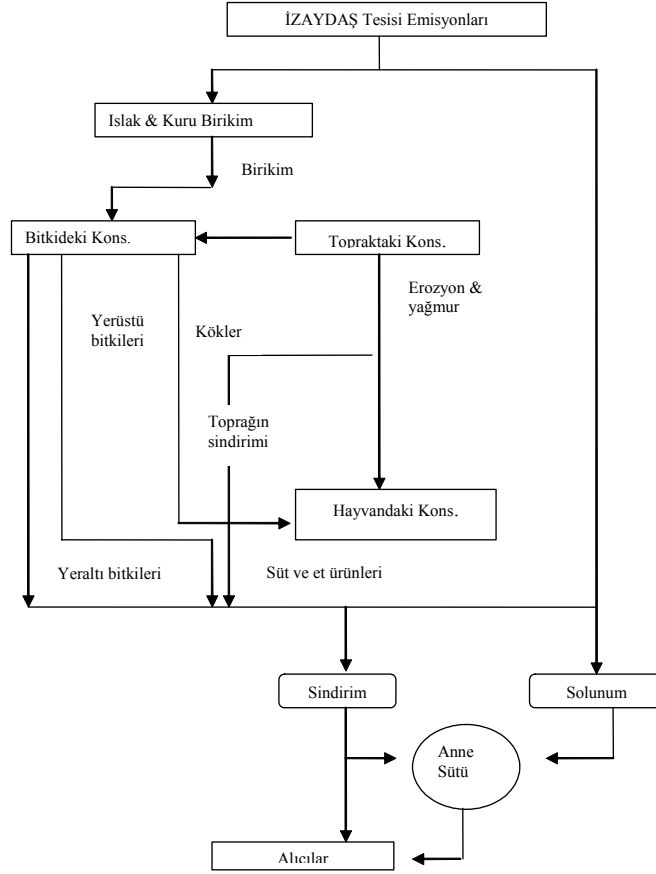 İZAYDAŞ Tesisi Emisyonları
Islak & Kuru Birikim
Birikim
Bitkideki Kons.
Topraktaki Kons.
Erozyon &
yağmur
Yerüstü
bitkileri
Kökler
Toprağın
sindirimi
Hayvandaki Kons.
Yeraltı bitkileri
Süt ve et ürünleri
Sindirim
Solunum
Anne
Sütü
Alıcılar